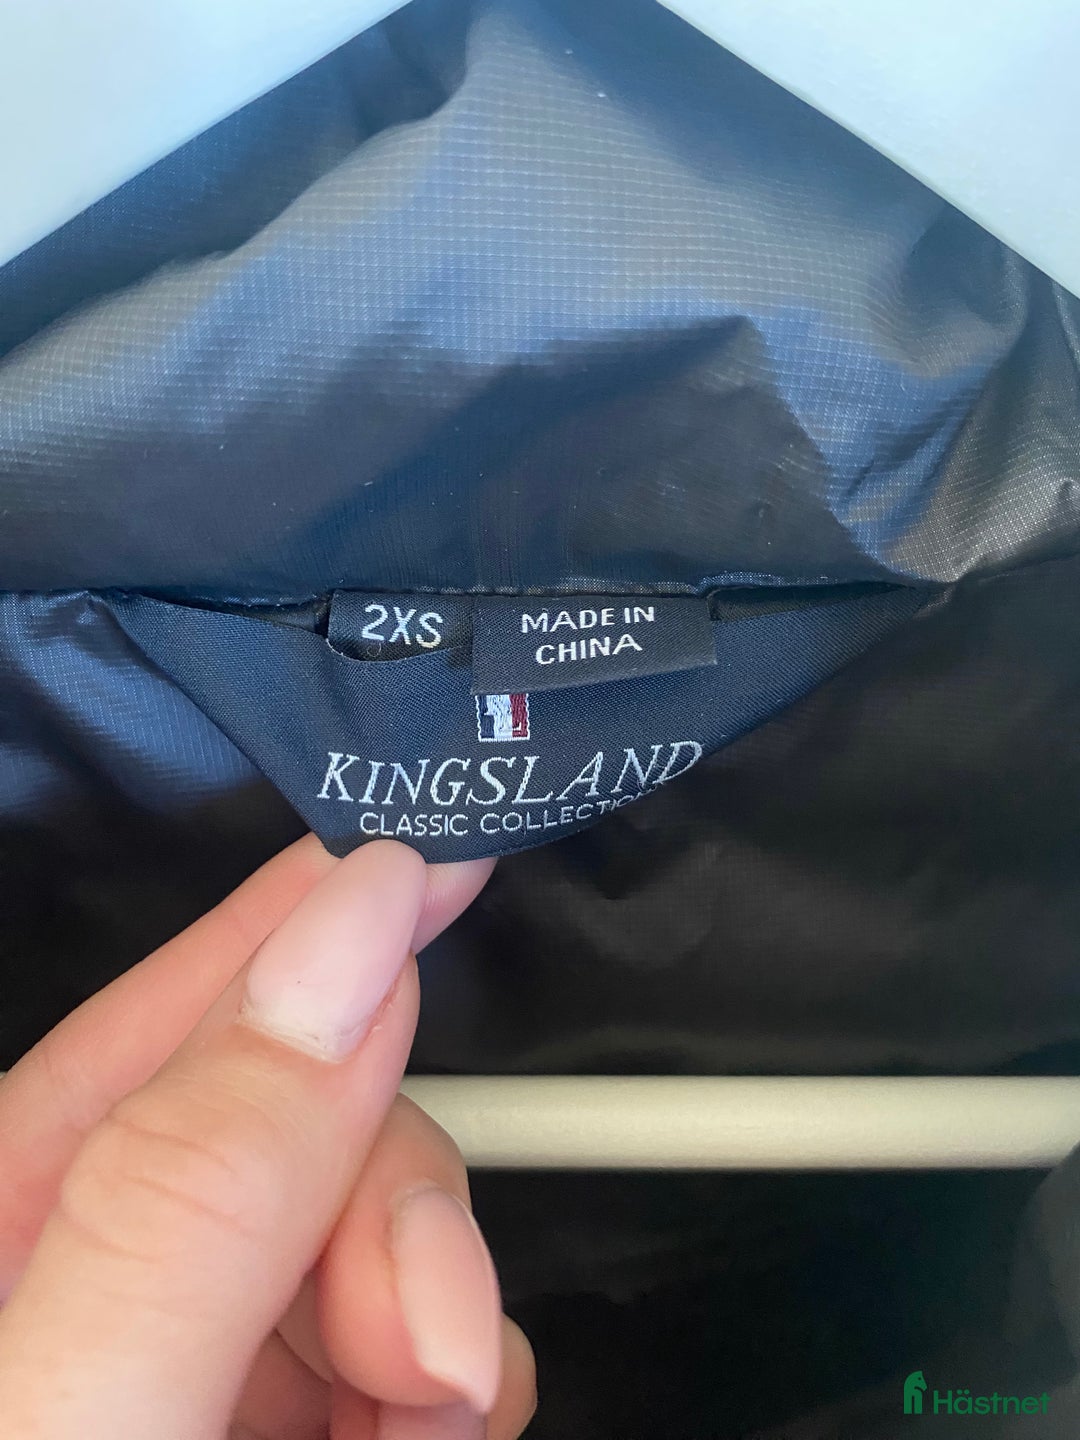 2XS
MADE IN
CHINA
KINGSLAND
CLASSIC COLLECTION
Hästnet